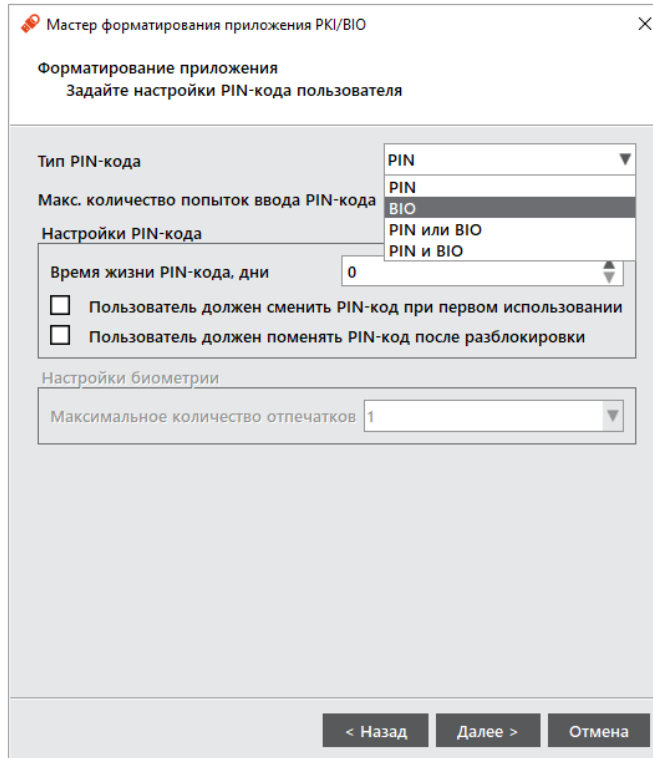 Мастер форматирования приложения PKI/BIO
Форматирование приложения
Задайте настройки PIN-кода пользователя
Тип PIN-кода PIN
PIN
Макс. количество попыток ввода PIN-кода
BIO
Настройки PIN-кода
PIN или BIO
PIN и BIO
Время жизни PIN-кода, дни 0
Пользователь должен сменить PIN-код при первом использовании
Пользователь должен поменять PIN-код после разблокировки
Настройки биометрии
Максимальное количество отпечатков 1
< Назад Далее > Отмена